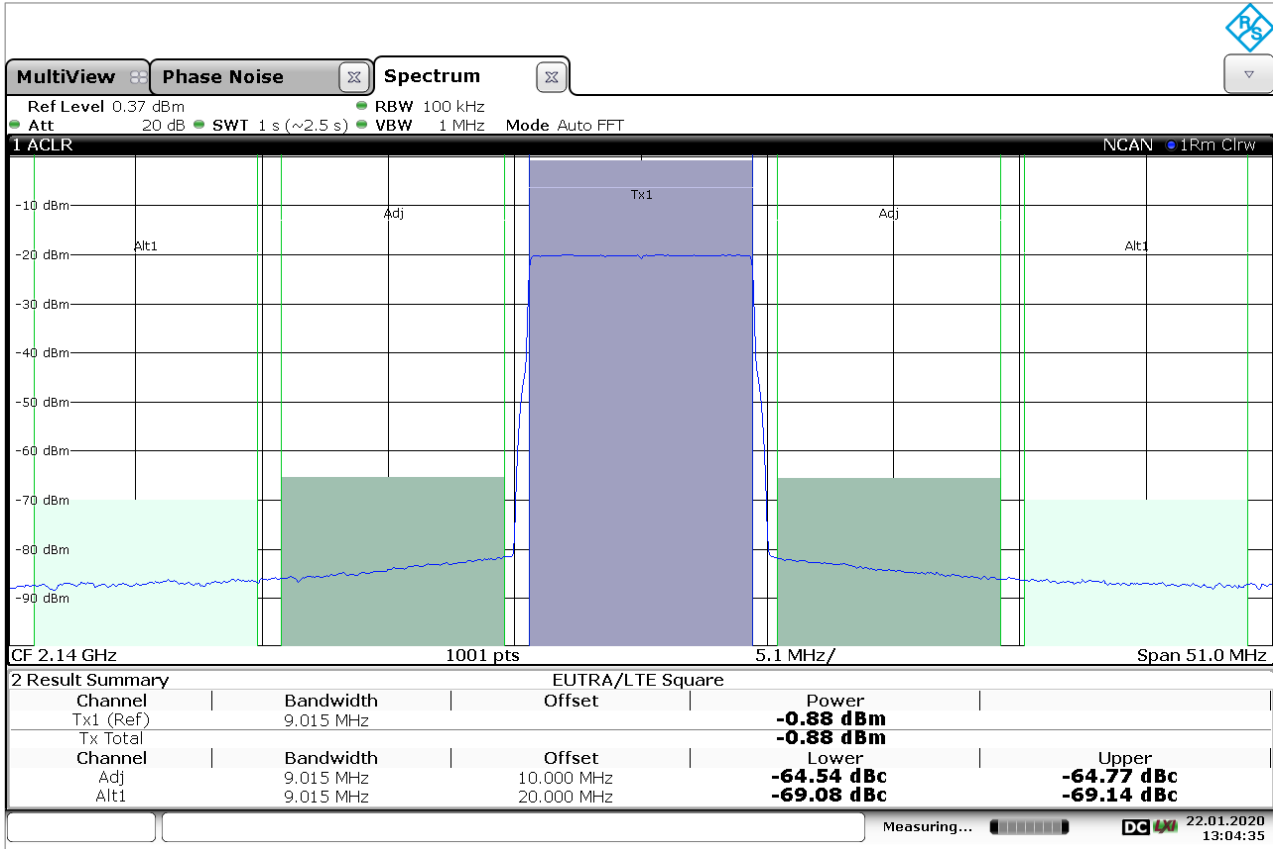 R&S
MultiView Phase Noise Spectrum
Ref Level 0.37 dBm RBW 100 kHz
Att 20 dB SWT 1 s (~2.5 s) VBW 1 MHz Mode Auto FFT
1 ACLR NCAN 1Rm Clrw
Tx1
-10 dBm
Adj Adj
Alt1 Alt1
-20 dBm
-30 dBm
-40 dBm
-50 dBm
-60 dBm
-70 dBm
-80 dBm
-90 dBm
CF 2.14 GHz 1001 pts 5.1 MHz/ Span 51.0 MHz
2 Result Summary EUTRA/LTE Square
Channel Bandwidth Offset Power
Tx1 (Ref) 9.015 MHz -0.88 dBm
Tx Total -0.88 dBm
Channel Bandwidth Offset Lower Upper
Adj 9.015 MHz 10.000 MHz -64.54 dBc -64.77 dBc
Alt1 9.015 MHz 20.000 MHz -69.08 dBc -69.14 dBc
Measuring... DC LXI 22.01.2020
13:04:35